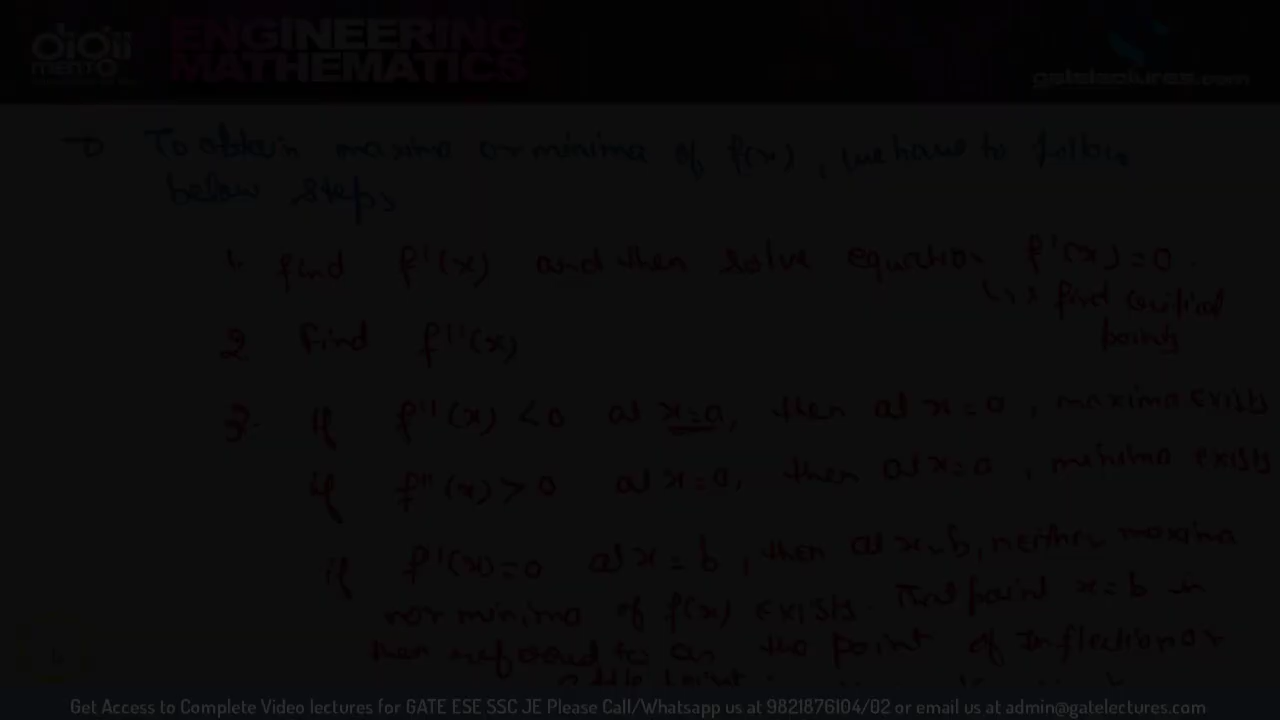 ENGINEERING
MATHEMATICS
gatelectures.com
To obtain maxima or minima of f(x), we have to follow
below steps
1. find f'(x) and then solve equation f'(x) = 0.
↳ find critical
points
2 find f''(x)
3. if f''(x) < 0 at x=a, then at x=a, maxima exists
if f''(x) > 0 at x=a, then at x=a, minima exists
if f''(x)=0 at x=b, then at x=b, neither maxima
nor minima of f(x) exists. That point x=b is
then referred to as the point of Inflection or
point
Get Access to Complete Video lectures for GATE ESE SSC JE Please Call/Whatsapp us at 9821876104/02 or email us at admin@gatelectures.com